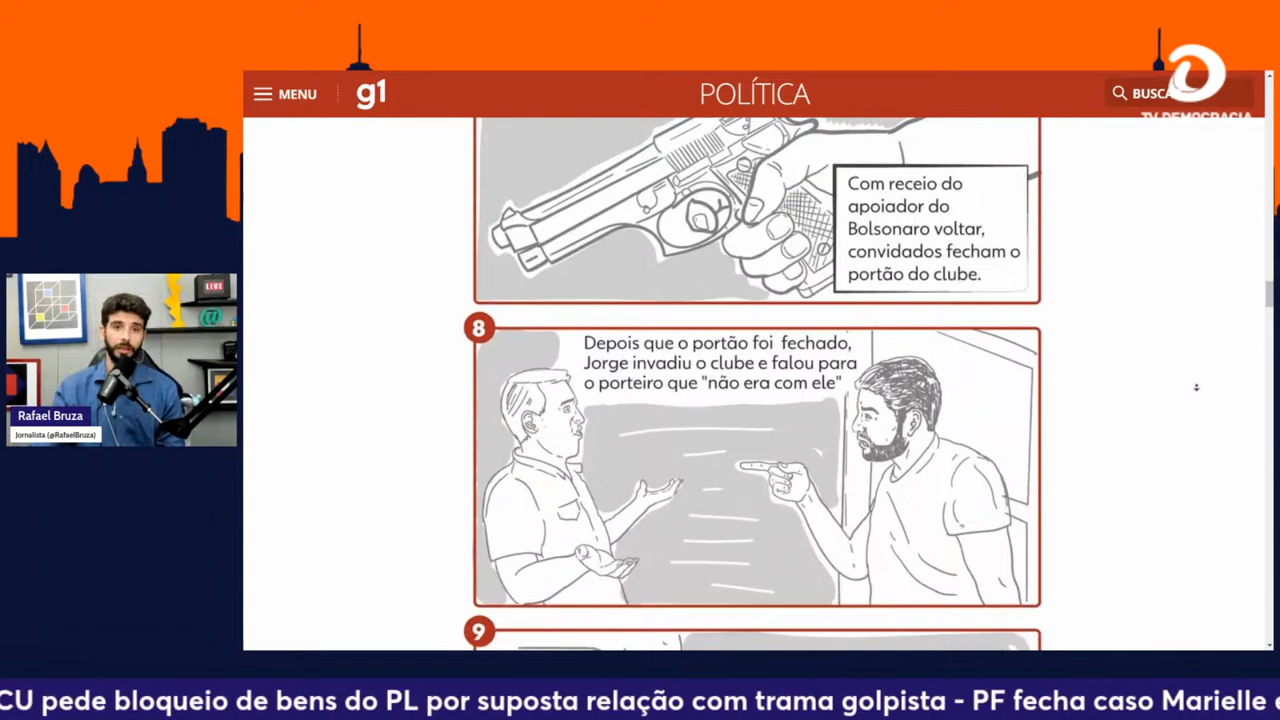 MENU
g1
POLÍTICA
BUSCA
TV DEMOCRACIA
Com receio do
apoiador do
Bolsonaro voltar,
convidados fecham o
portão do clube.
8
Depois que o portão foi fechado,
Jorge invadiu o clube e falou para
o porteiro que "não era com ele"
9
LIVE
@
Rafael Bruza
Jornalista (@RafaelBruza)
CU pede bloqueio de bens do PL por suposta relação com trama golpista - PF fecha caso Marielle